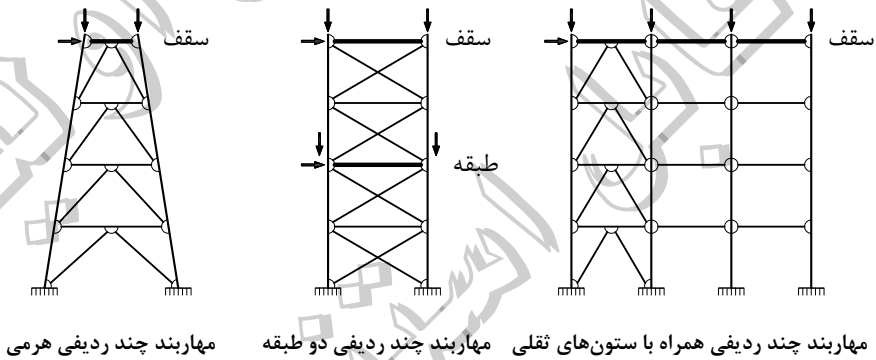 سقف
سقف
سقف
طبقه
مهاربند چند ردیفی همراه با ستون‌های ثقلی
مهاربند چند ردیفی دو طبقه
مهاربند چند ردیفی هرمی